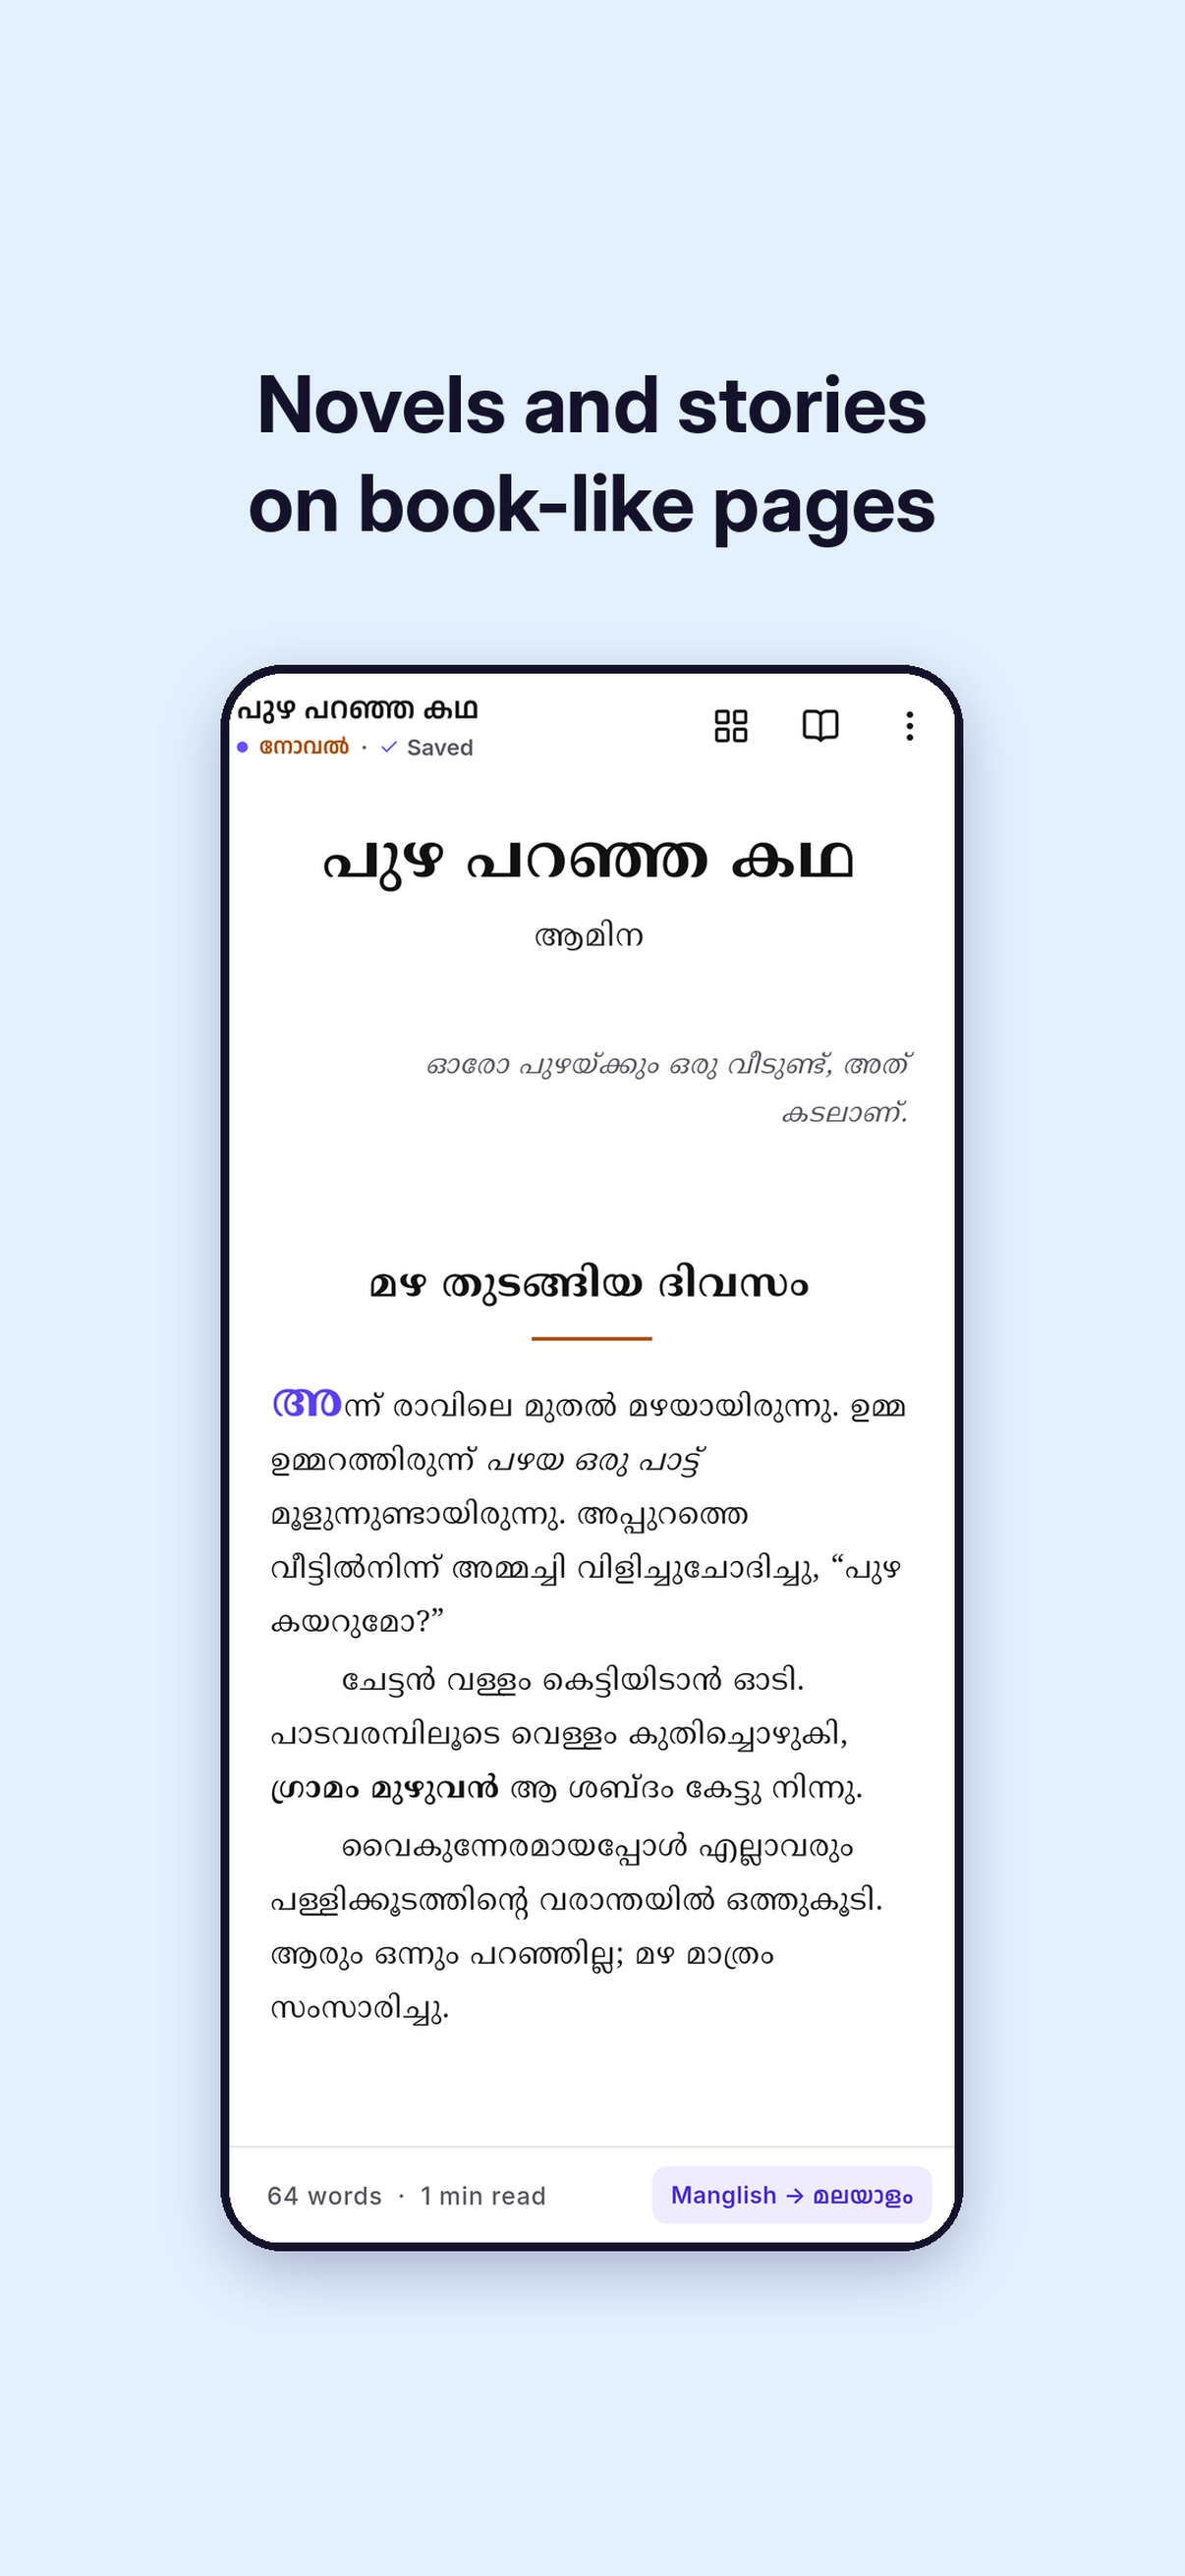 Novels and stories
on book-like pages
പുഴ പറഞ്ഞ കഥ
നോവൽ · ✓ Saved
പുഴ പറഞ്ഞ കഥ
ആമിന
ഓരോ പുഴയ്ക്കും ഒരു വീടുണ്ട്, അത്
കടലാണ്.
മഴ തുടങ്ങിയ ദിവസം
അന്ന് രാവിലെ മുതൽ മഴയായിരുന്നു. ഉമ്മ
ഉമ്മറത്തിരുന്ന് പഴയ ഒരു പാട്ട്
മൂളുന്നുണ്ടായിരുന്നു. അപ്പുറത്തെ
വീട്ടിൽനിന്ന് അമ്മച്ചി വിളിച്ചുചോദിച്ചു, “പുഴ
കയറുമോ?”
ചേട്ടൻ വള്ളം കെട്ടിയിടാൻ ഓടി.
പാടവരമ്പിലൂടെ വെള്ളം കുതിച്ചൊഴുകി,
ഗ്രാമം മുഴുവൻ ആ ശബ്ദം കേട്ടു നിന്നു.
വൈകുന്നേരമായപ്പോൾ എല്ലാവരും
പള്ളിക്കൂടത്തിന്റെ വരാന്തയിൽ ഒത്തുകൂടി.
ആരും ഒന്നും പറഞ്ഞില്ല; മഴ മാത്രം
സംസാരിച്ചു.
64 words · 1 min read
Manglish → മലയാളം